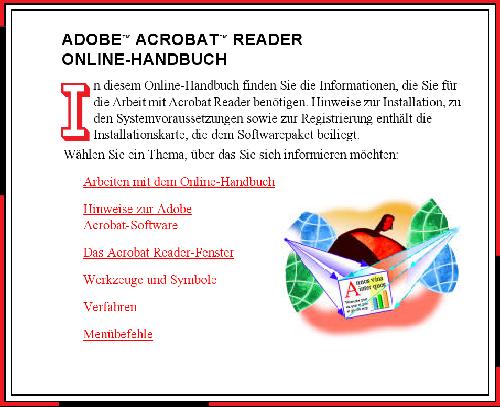 ADOBE™ ACROBAT™ READER
ONLINE-HANDBUCH
In diesem Online-Handbuch finden Sie die Informationen, die Sie für
die Arbeit mit Acrobat Reader benötigen. Hinweise zur Installation, zu
den Systemvoraussetzungen sowie zur Registrierung enthält die
Installationskarte, die dem Softwarepaket beiliegt.
Wählen Sie ein Thema, über das Sie sich informieren möchten:
Arbeiten mit dem Online-Handbuch
Hinweise zur Adobe
Acrobat-Software
Das Acrobat Reader-Fenster
Werkzeuge und Symbole
Verfahren
Menübefehle